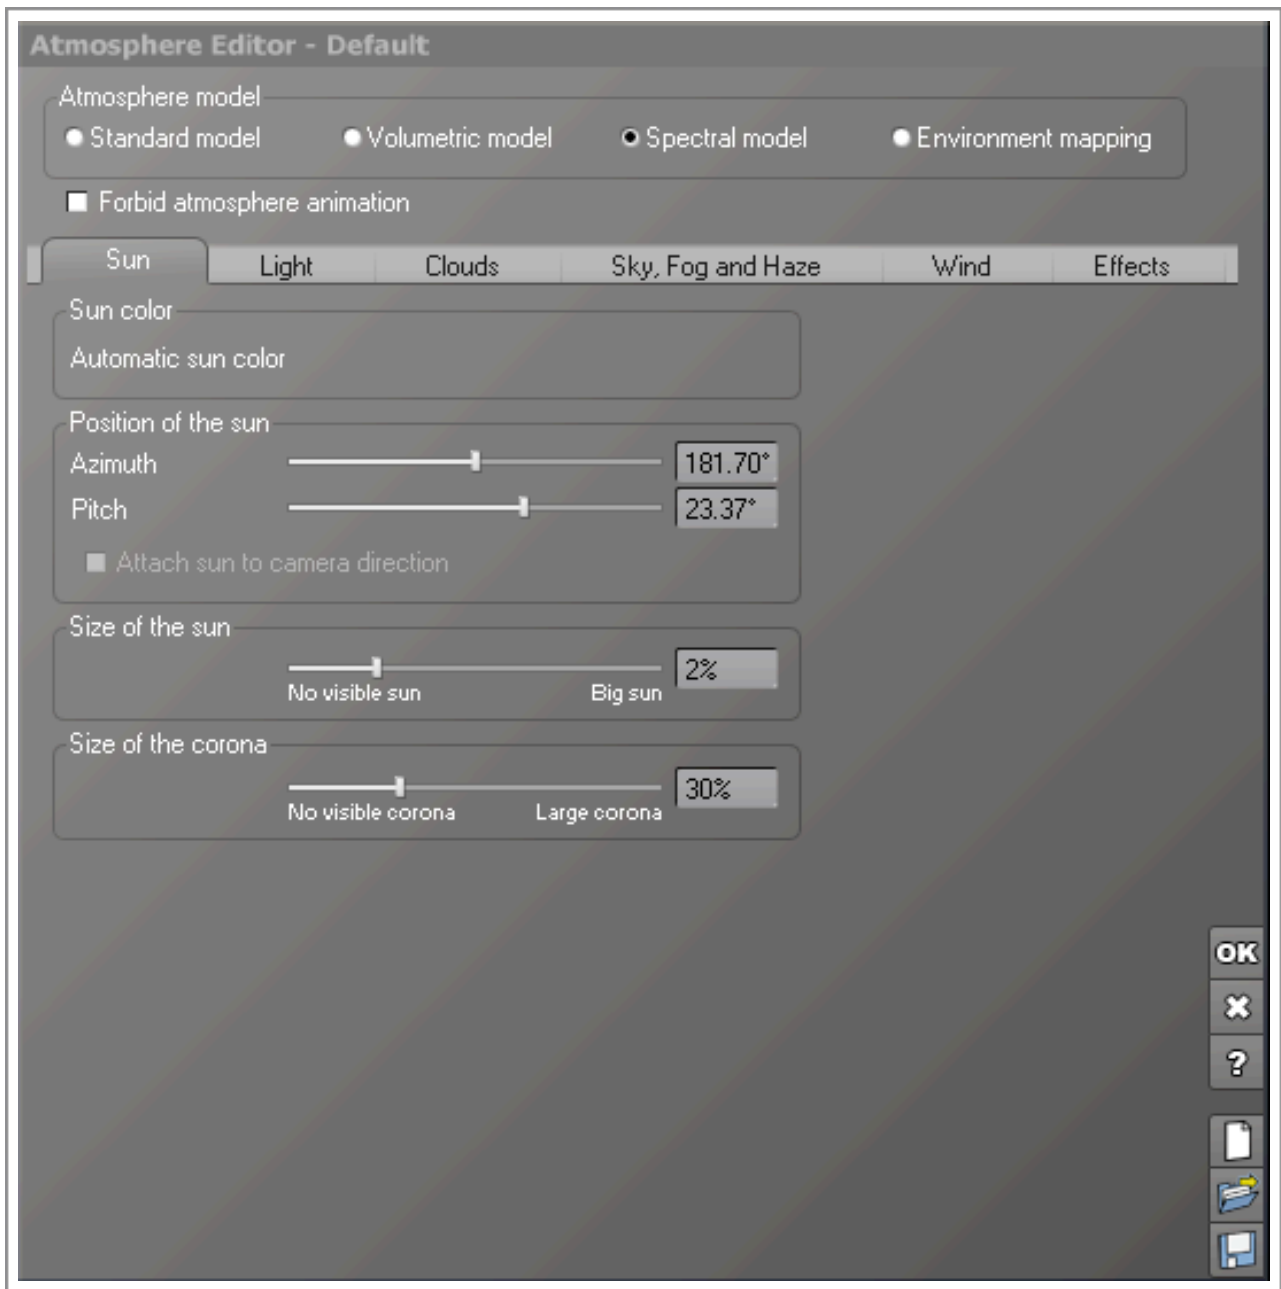 Atmosphere Editor - Default
Atmosphere model
Standard model Volumetric model Spectral model Environment mapping
Forbid atmosphere animation
Sun Light Clouds Sky, Fog and Haze Wind Effects
Sun color
Automatic sun color
Position of the sun
Azimuth 181.70°
Pitch 23.37°
Attach sun to camera direction
Size of the sun
2%
No visible sun Big sun
Size of the corona
30%
No visible corona Large corona
OK
?